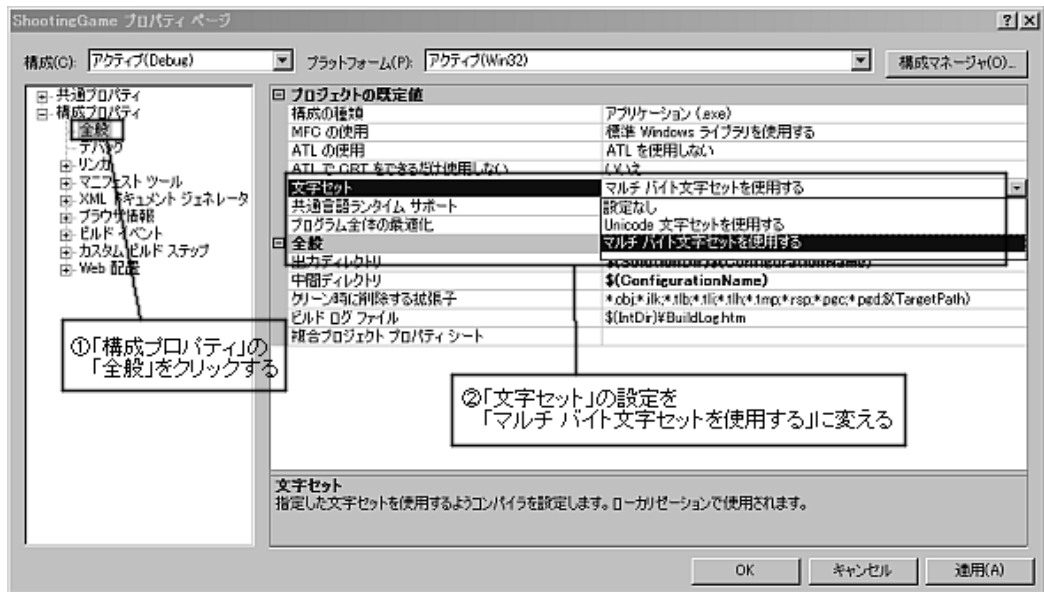 ShootingGame プロパティ ページ
構成(C): アクティブ(Debug) プラットフォーム(P): アクティブ(Win32) 構成マネージャ(O)...
共通プロパティ
構成プロパティ
全般
デバッグ
リンカ
マニフェスト ツール
XML ドキュメント ジェネレータ
ブラウザ情報
ビルド イベント
カスタム ビルド ステップ
Web 配置
プロジェクトの既定値
構成の種類 アプリケーション (.exe)
MFC の使用 標準 Windows ライブラリを使用する
ATL の使用 ATL を使用しない
ATL で CRT をできるだけ使用しない いいえ
文字セット マルチ バイト文字セットを使用する
共通言語ランタイム サポート 設定なし
プログラム全体の最適化 Unicode 文字セットを使用する
全般 マルチ バイト文字セットを使用する
出力ディレクトリ $(SolutionDir)$(ConfigurationName)
中間ディレクトリ $(ConfigurationName)
クリーン時に削除する拡張子 *.obj;*.ilk;*.tlb;*.tli;*.tlh;*.tmp;*.rsp;*.pgc;*.pgd;$(TargetPath)
ビルド ログ ファイル $(IntDir)¥BuildLog.htm
複合プロジェクト プロパティ シート
①「構成プロパティ」の
「全般」をクリックする
②「文字セット」の設定を
「マルチ バイト文字セットを使用する」に変える
文字セット
指定した文字セットを使用するようコンパイラを設定します。ローカリゼーションで使用されます。
OK キャンセル 適用(A)